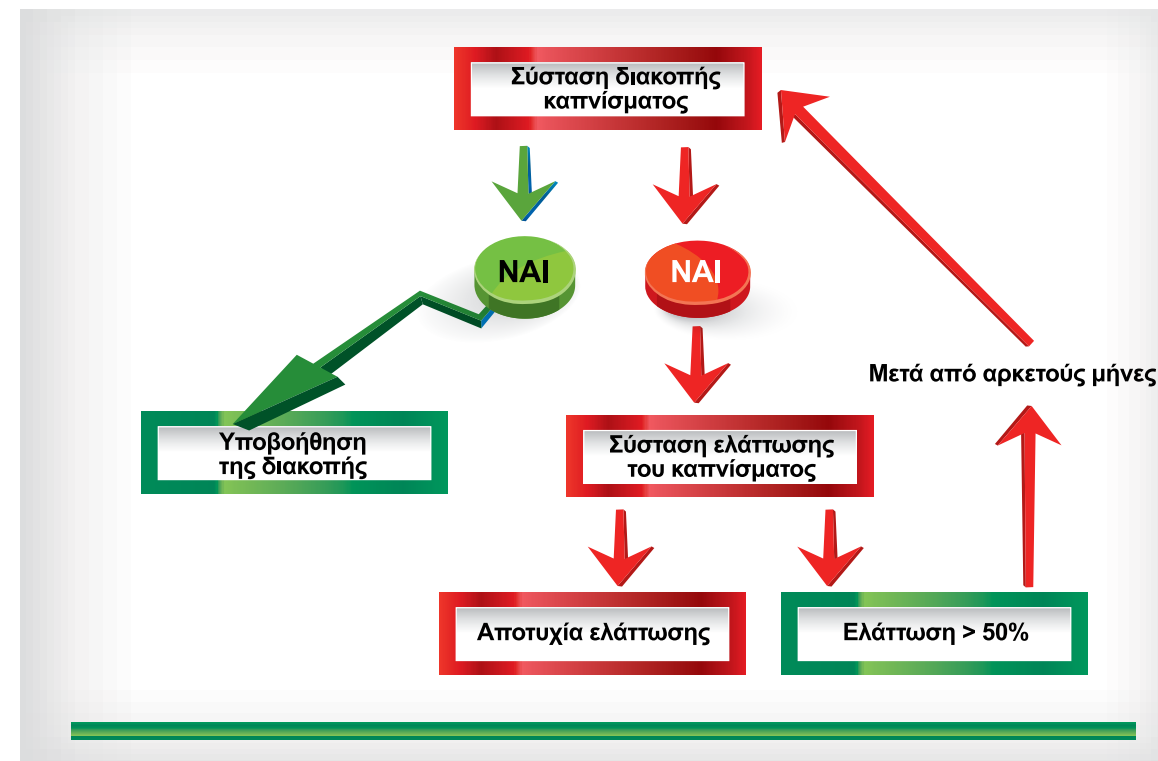 Σύσταση διακοπής
καπνίσματος
ΝΑΙ
ΝΑΙ
Μετά από αρκετούς μήνες
Υποβοήθηση
της διακοπής
Σύσταση ελάττωσης
του καπνίσματος
Αποτυχία ελάττωσης
Ελάττωση > 50%